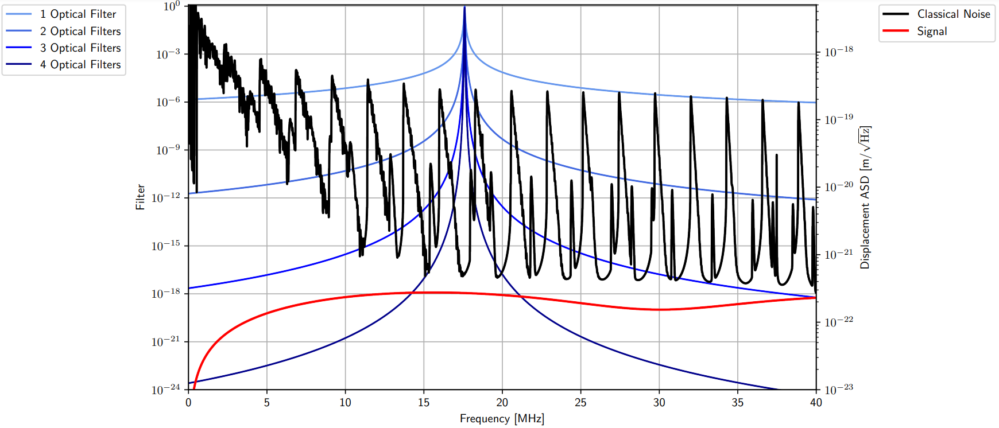 1 Optical Filter
2 Optical Filters
3 Optical Filters
4 Optical Filters
Classical Noise
Signal
Filter
10⁰
10⁻³
10⁻⁶
10⁻⁹
10⁻¹²
10⁻¹⁵
10⁻¹⁸
10⁻²¹
10⁻²⁴
0
5
10
15
20
25
30
35
40
Frequency [MHz]
10⁻¹⁸
10⁻¹⁹
10⁻²⁰
10⁻²¹
10⁻²²
10⁻²³
Displacement ASD [m/√Hz]